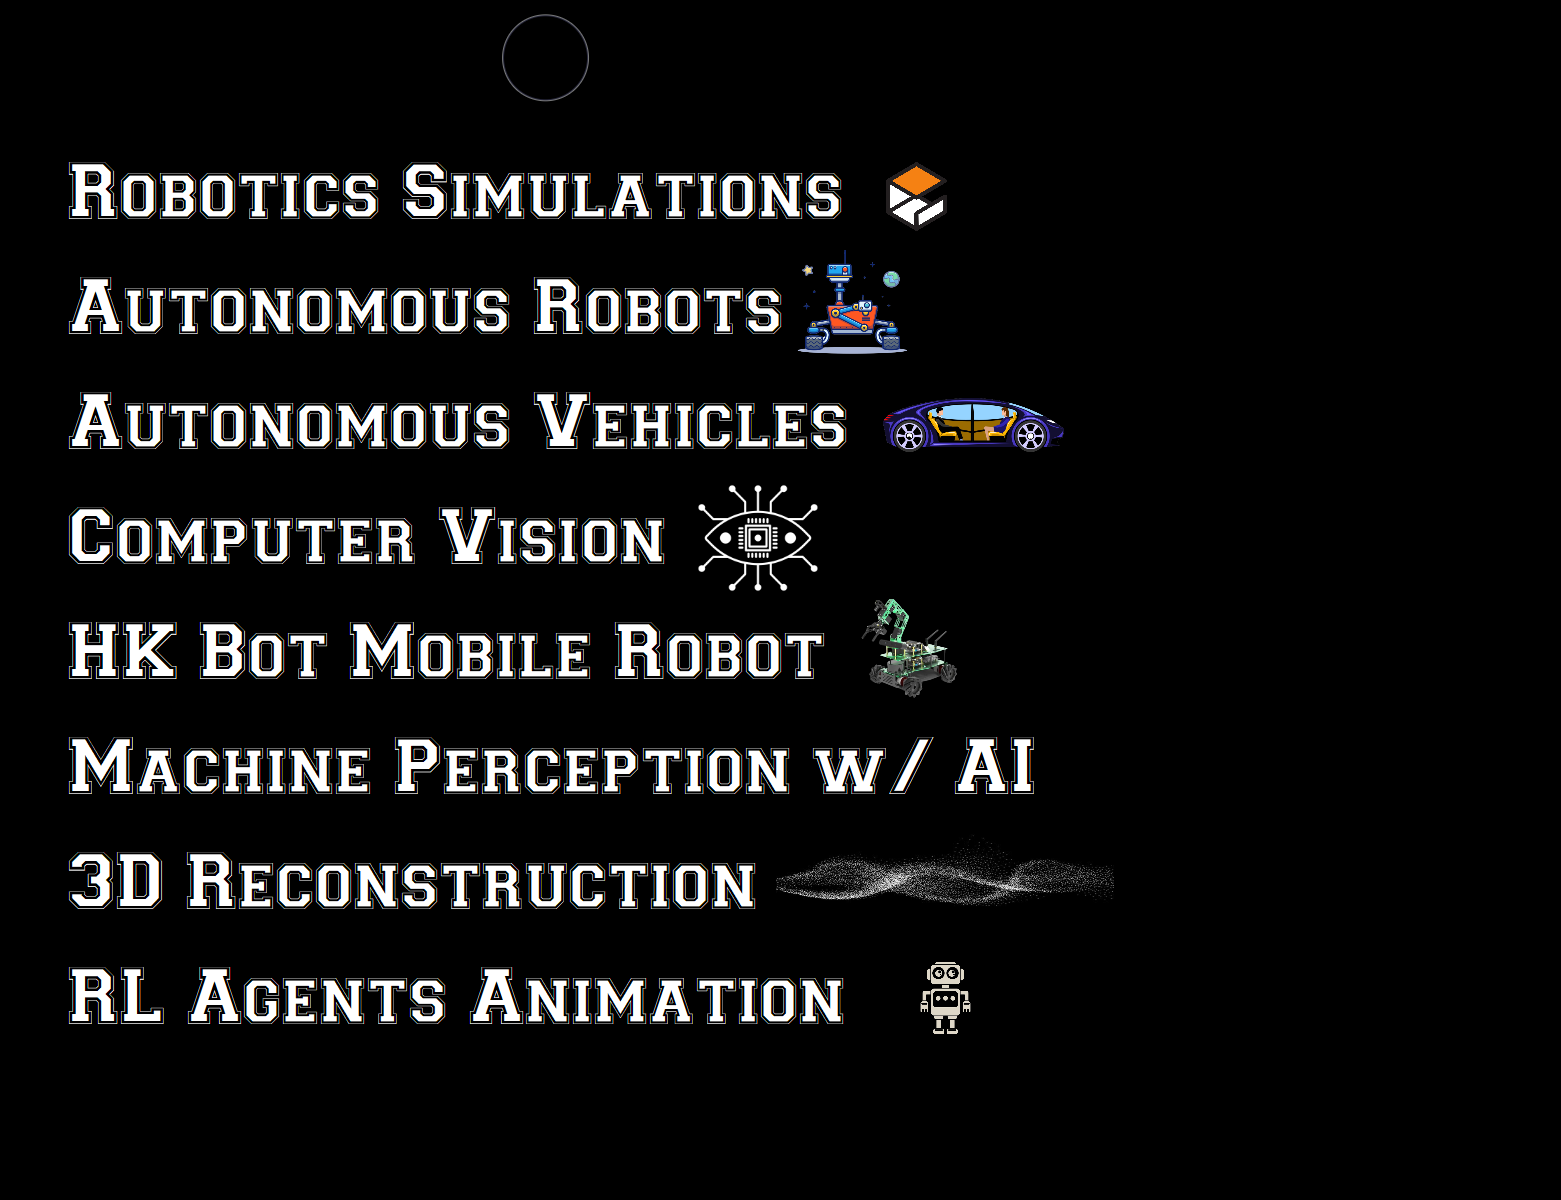 Robotics Simulations
Autonomous Robots
Autonomous Vehicles
Computer Vision
HK Bot Mobile Robot
Machine Perception w/ AI
3D Reconstruction
RL Agents Animation